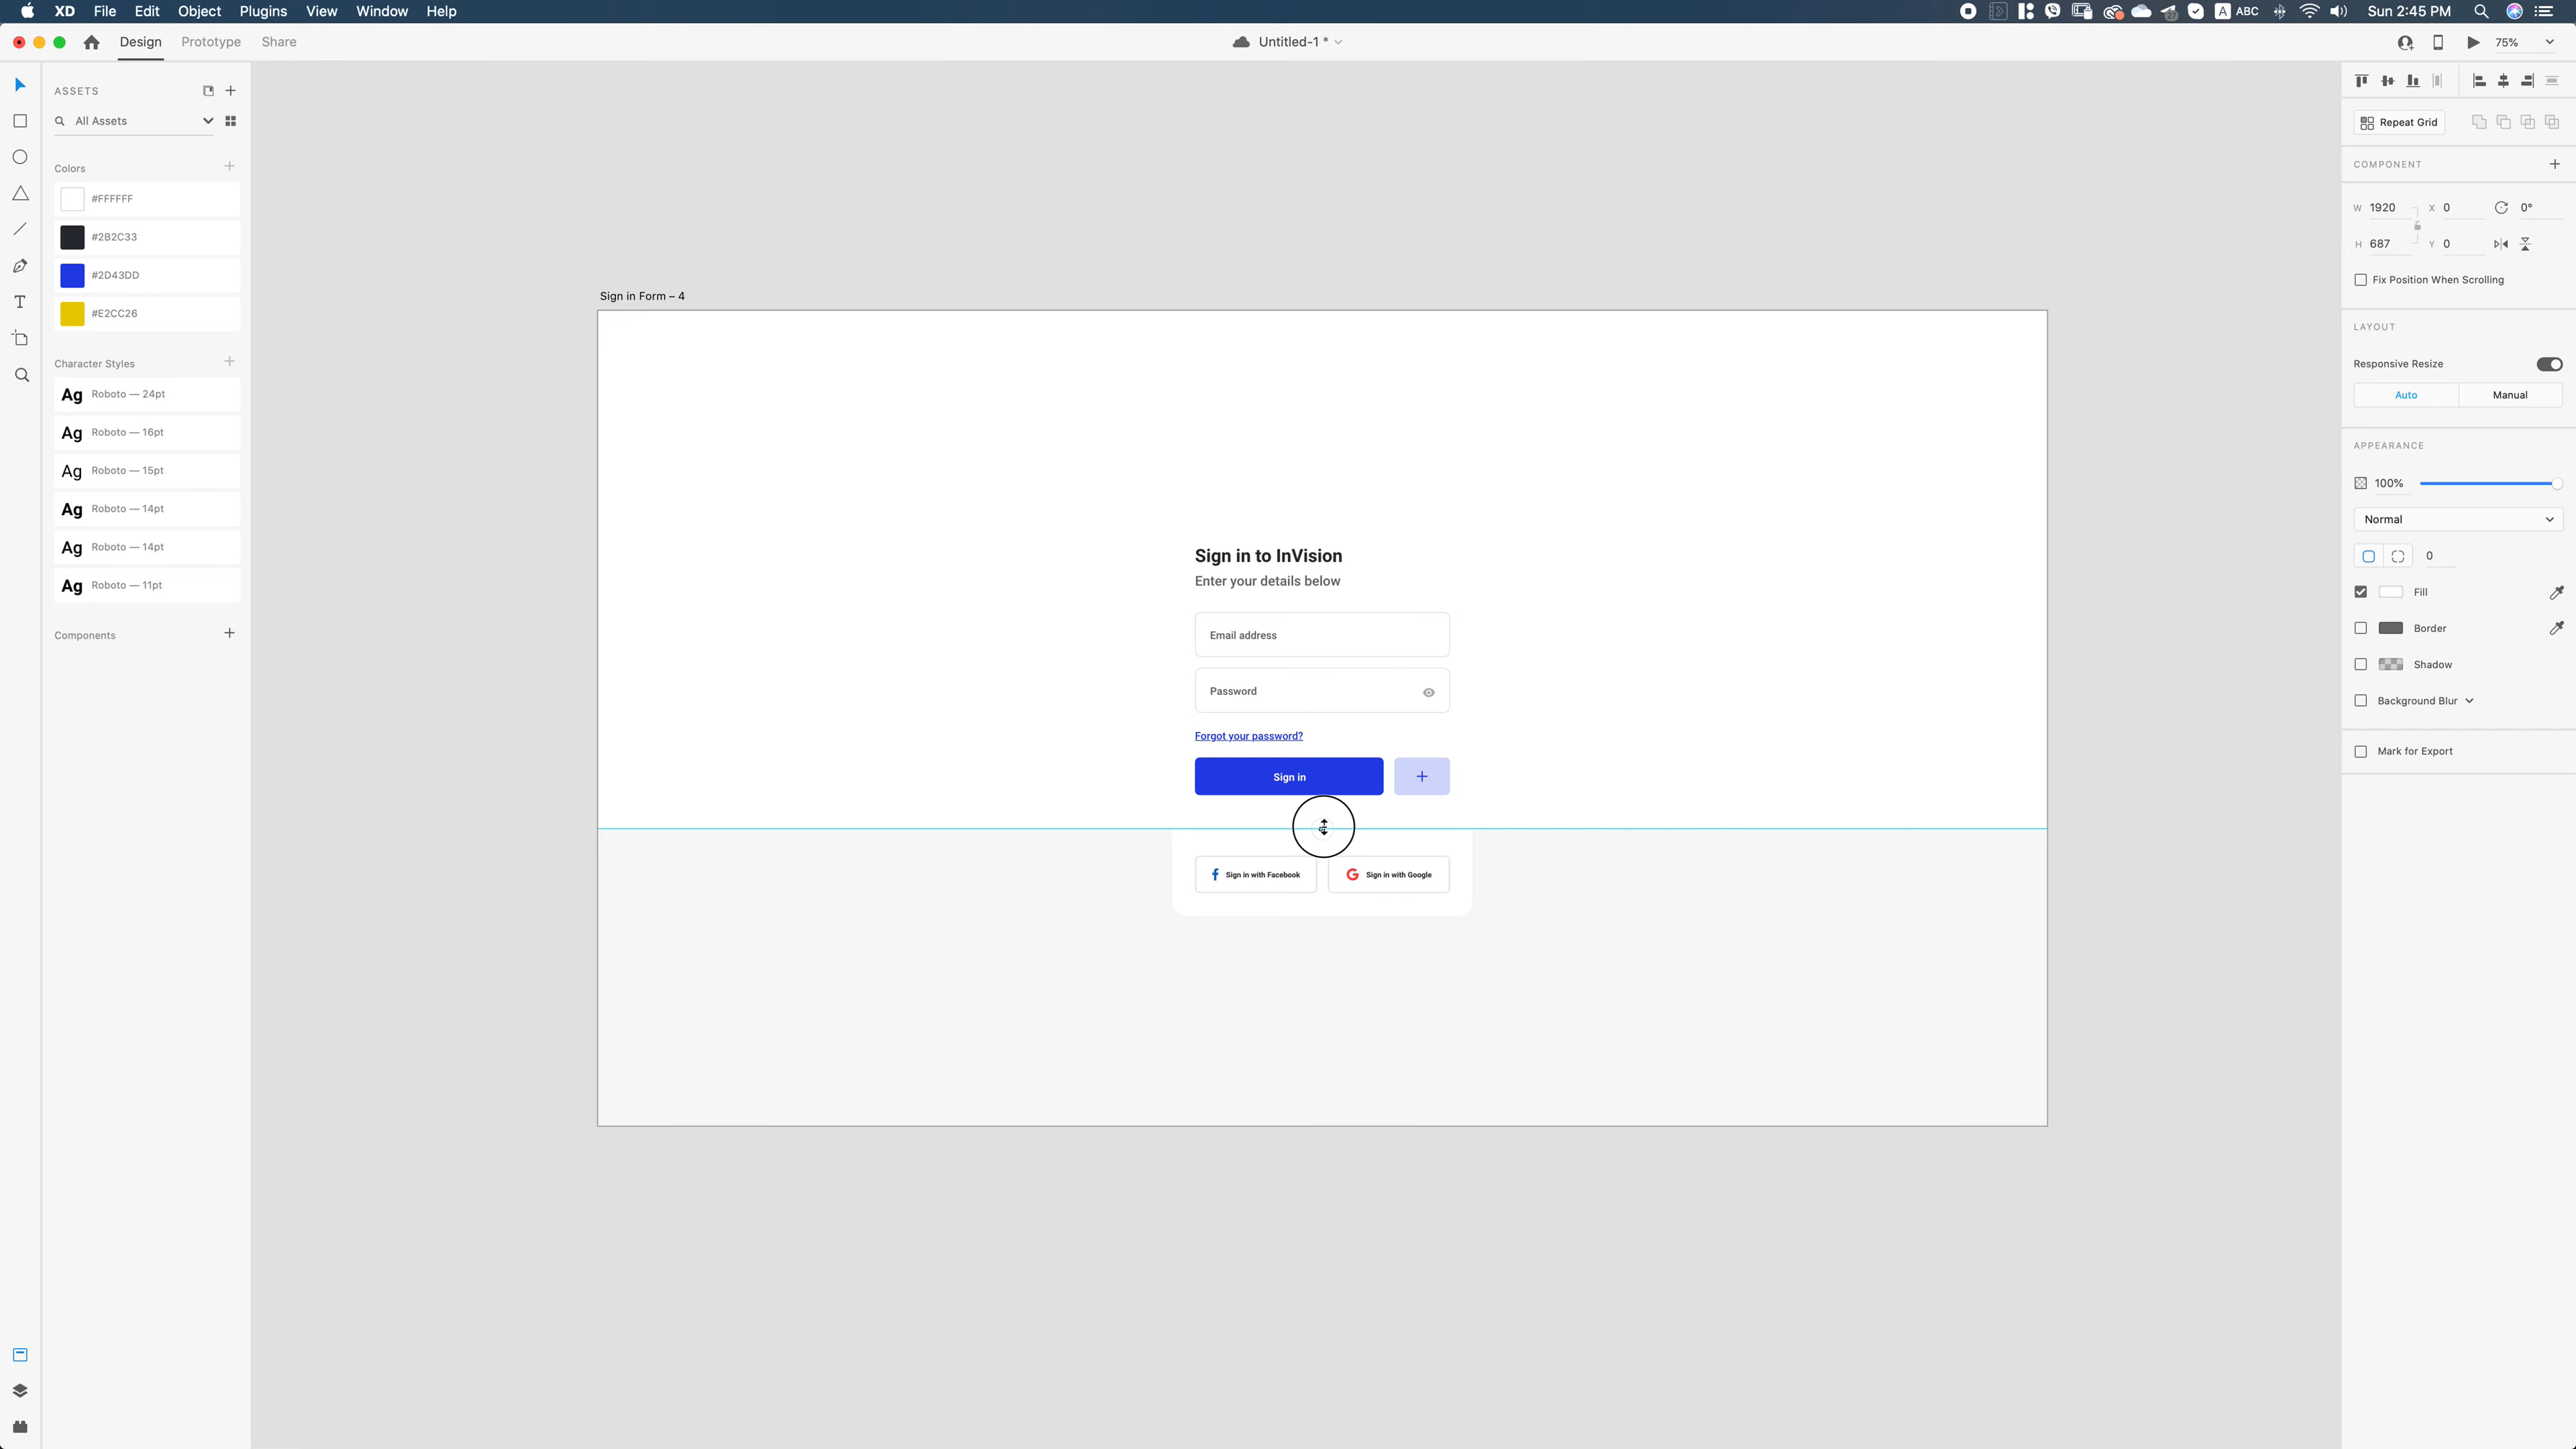 XD File Edit Object Plugins View Window Help
ABC Sun 2:45 PM
Design Prototype Share
Untitled-1 *
75%
ASSETS
All Assets
Colors
#FFFFFF
#2B2C33
#2D43DD
#E2CC26
Character Styles
Ag Roboto — 24pt
Ag Roboto — 16pt
Ag Roboto — 15pt
Ag Roboto — 14pt
Ag Roboto — 14pt
Ag Roboto — 11pt
Components
Sign in Form – 4
Sign in to InVision
Enter your details below
Email address
Password
Forgot your password?
Sign in
+
Sign in with Facebook
G Sign in with Google
Repeat Grid
COMPONENT
W 1920 X 0 0°
H 687 Y 0
Fix Position When Scrolling
LAYOUT
Responsive Resize
Auto Manual
APPEARANCE
100%
Normal
0
Fill
Border
Shadow
Background Blur
Mark for Export